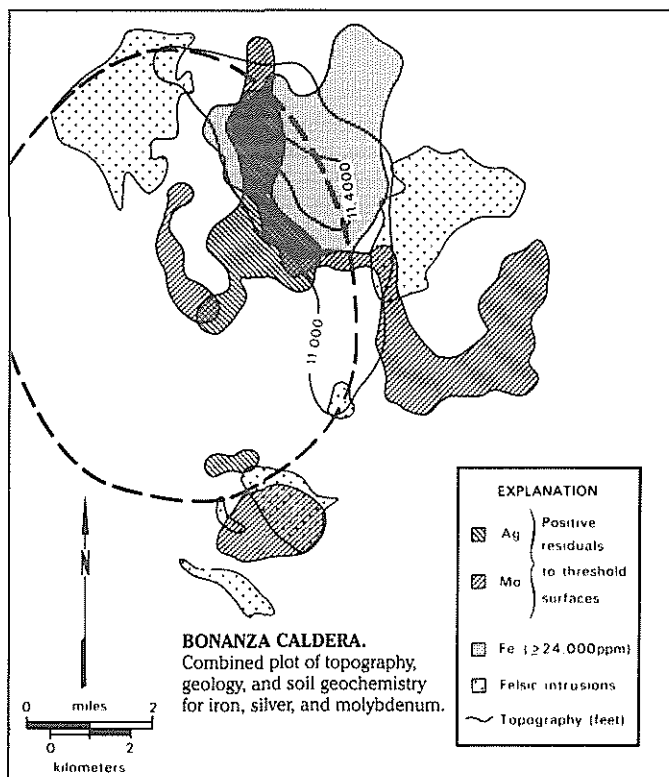 11.4000
11 000
N
EXPLANATION
Ag
Mo
Positive
residuals
to threshold
surfaces
Fe (≥24,000ppm)
Felsic intrusions
Topography (feet)
BONANZA CALDERA.
Combined plot of topography,
geology, and soil geochemistry
for iron, silver, and molybdenum.
0 miles 2
0 2
kilometers